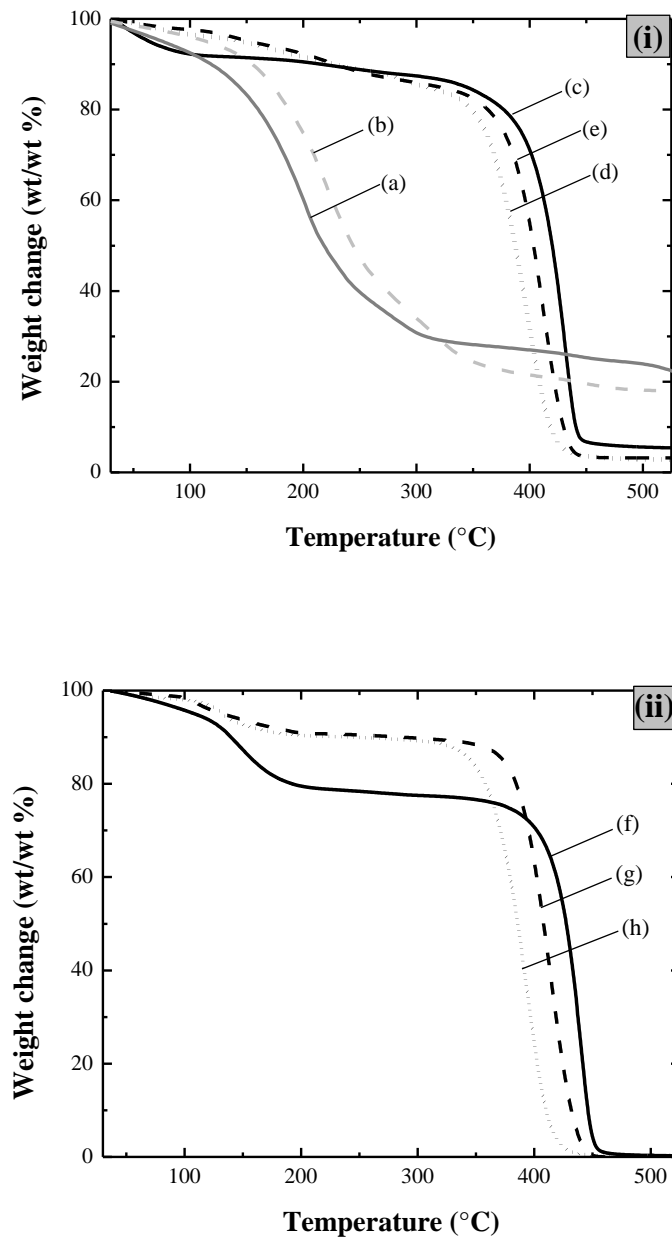 100
(i)
80
(c)
(b)
(e)
(d)
60
(a)
40
20
0
100 200 300 400 500
Weight change (wt/wt %)
Temperature (°C)
100
(ii)
80
(f)
60
(g)
(h)
40
20
0
100 200 300 400 500
Weight change (wt/wt %)
Temperature (°C)